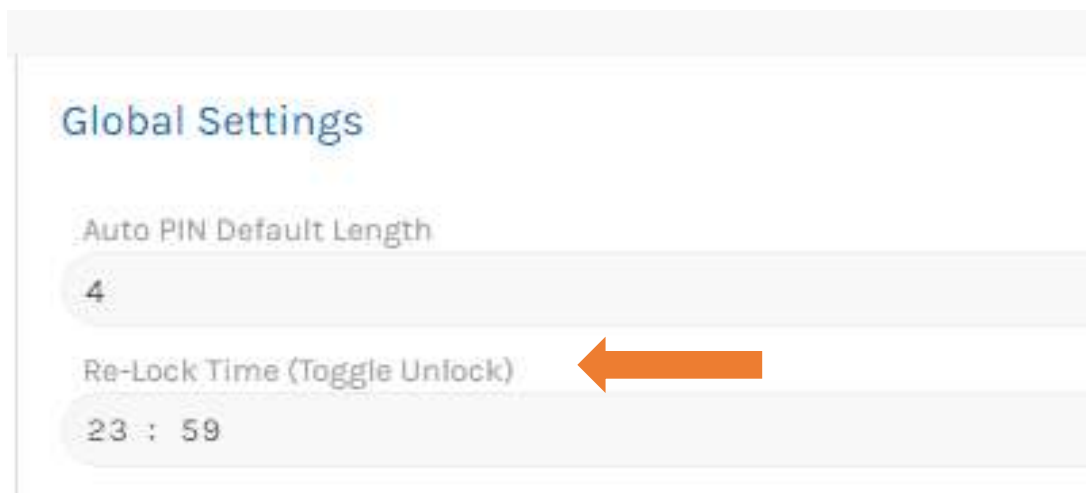 Global Settings
Auto PIN Default Length
4
Re-Lock Time (Toggle Unlock)
23 : 59